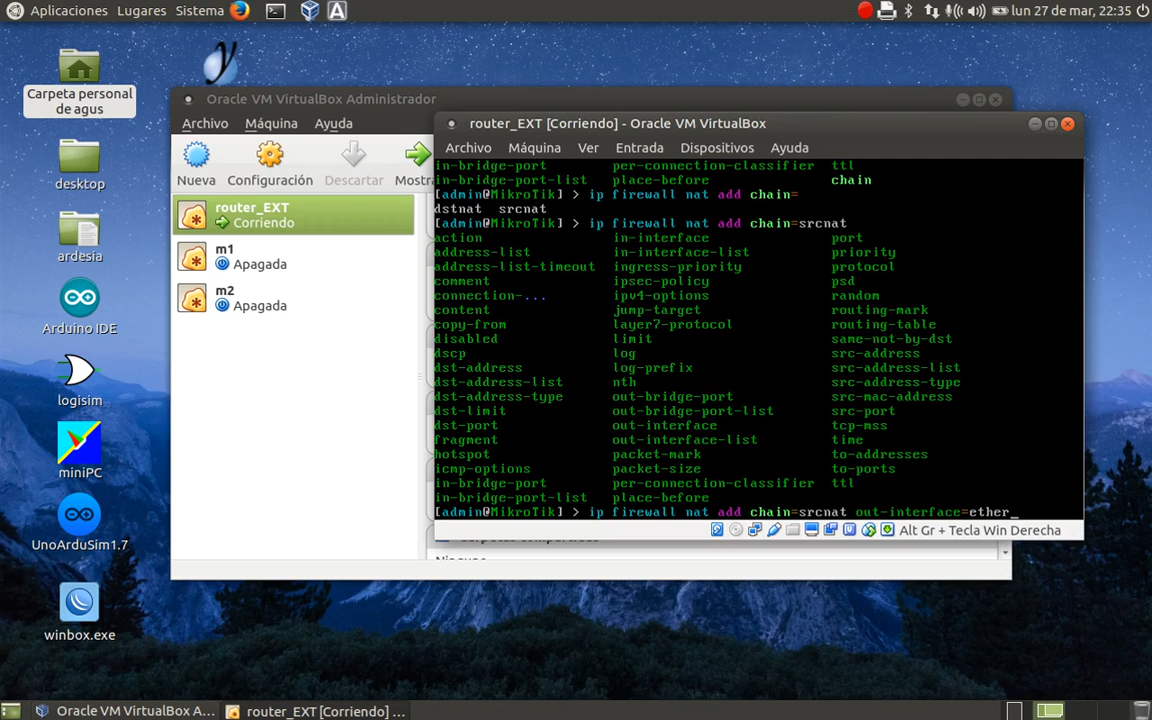 Aplicaciones Lugares Sistema
lun 27 de mar, 22:35
Carpeta personal
de agus
desktop
ardesia
Arduino IDE
logisim
miniPC
UnoArduSim1.7
winbox.exe
Oracle VM VirtualBox Administrador
Archivo Máquina Ayuda
Nueva Configuración Descartar Mostra
router_EXT
Corriendo
m1
Apagada
m2
Apagada
router_EXT [Corriendo] - Oracle VM VirtualBox
Archivo Máquina Ver Entrada Dispositivos Ayuda
in-bridge-port per-connection-classifier ttl
in-bridge-port-list place-before chain
[admin@MikroTik] > ip firewall nat add chain=
dstnat srcnat
[admin@MikroTik] > ip firewall nat add chain=srcnat
action in-interface port
address-list in-interface-list priority
address-list-timeout ingress-priority protocol
comment ipsec-policy psd
connection-... ipv4-options random
content jump-target routing-mark
copy-from layer7-protocol routing-table
disabled limit same-not-by-dst
dscp log src-address
dst-address log-prefix src-address-list
dst-address-list nth src-address-type
dst-address-type out-bridge-port src-mac-address
dst-limit out-bridge-port-list src-port
dst-port out-interface tcp-mss
fragment out-interface-list time
hotspot packet-mark to-addresses
icmp-options packet-size to-ports
in-bridge-port per-connection-classifier ttl
in-bridge-port-list place-before
[admin@MikroTik] > ip firewall nat add chain=srcnat out-interface=ether_
Alt Gr + Tecla Win Derecha
Oracle VM VirtualBox A...
router_EXT [Corriendo] ...